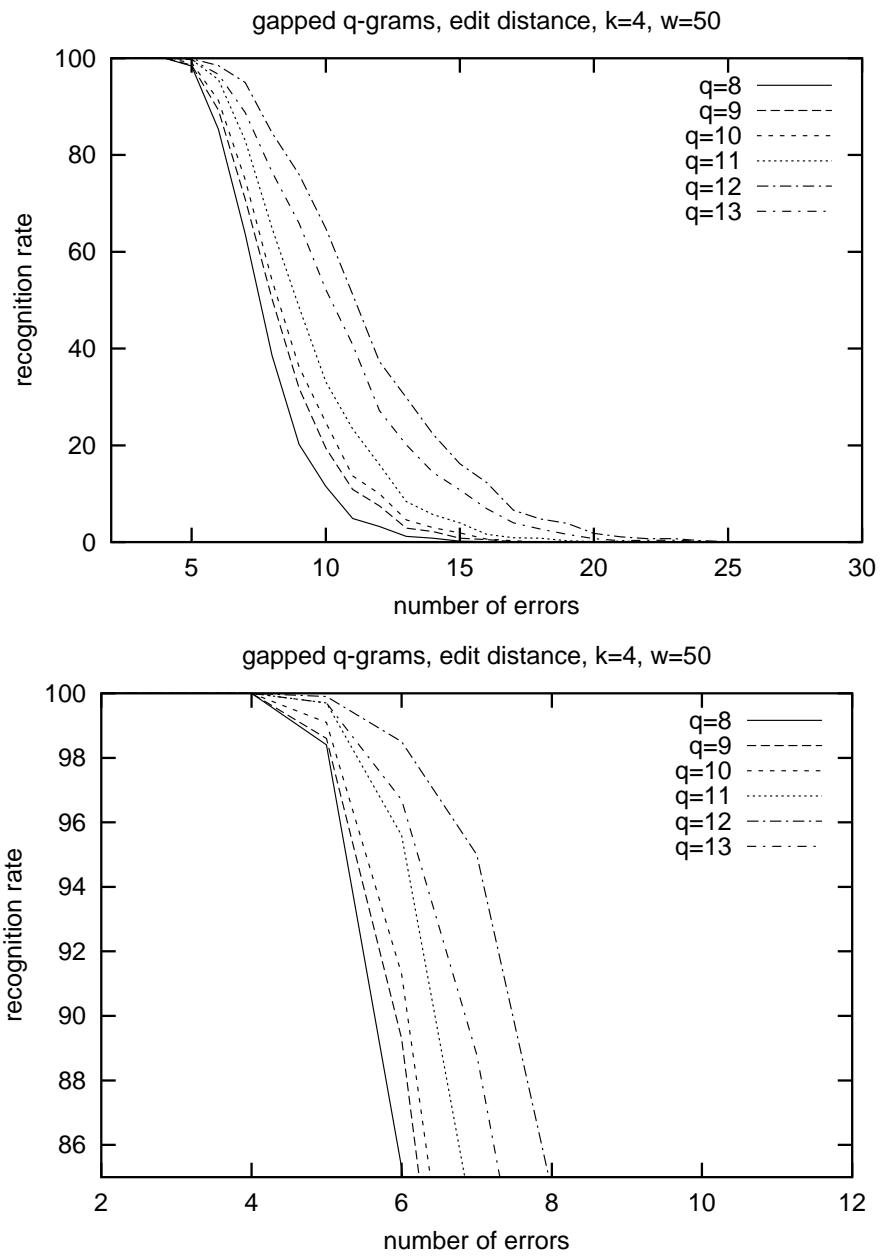 gapped q-grams, edit distance, k=4, w=50
100
80
60
40
20
0
recognition rate
q=8
q=9
q=10
q=11
q=12
q=13
5 10 15 20 25 30
number of errors
gapped q-grams, edit distance, k=4, w=50
100
98
96
94
92
90
88
86
recognition rate
q=8
q=9
q=10
q=11
q=12
q=13
2 4 6 8 10 12
number of errors